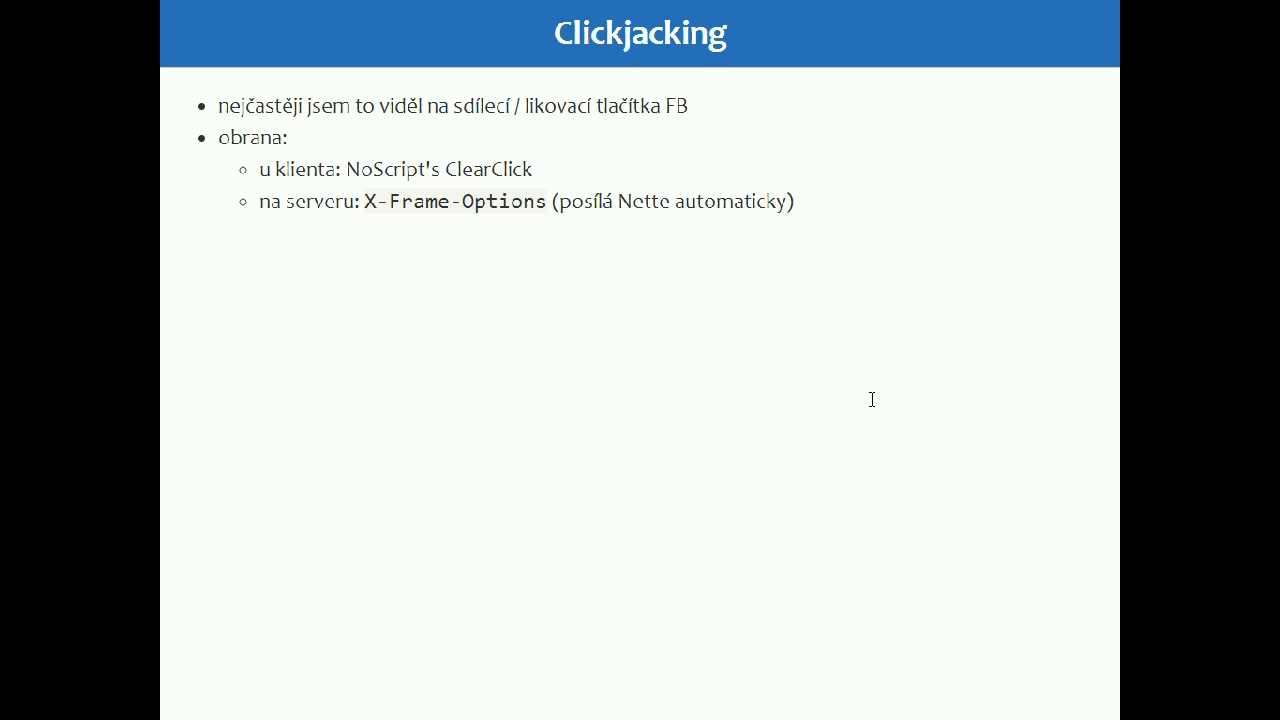 Clickjacking
nejčastěji jsem to viděl na sdílecí / likovací tlačítka FB
obrana:
u klienta: NoScript's ClearClick
na serveru: X-Frame-Options (posílá Nette automaticky)